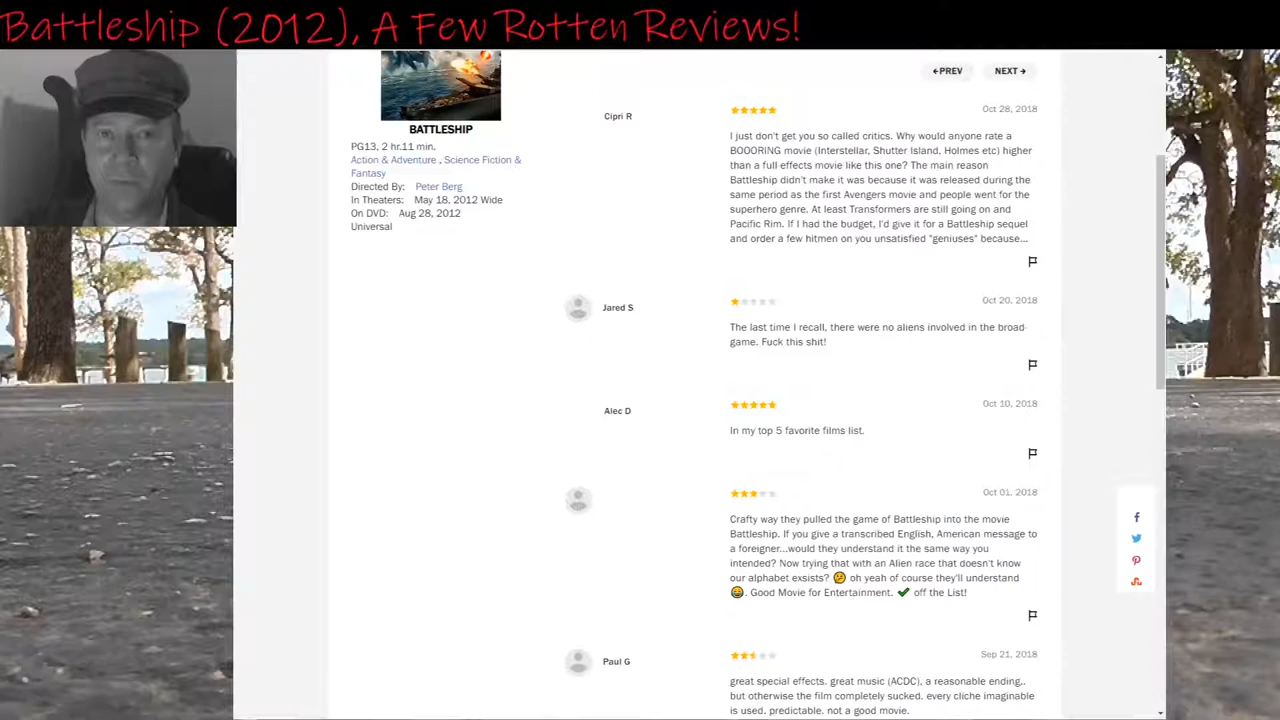 Battleship (2012), A Few Rotten Reviews!
PREV NEXT
BATTLESHIP
PG13, 2 hr.11 min.
Action & Adventure , Science Fiction &
Fantasy
Directed By: Peter Berg
In Theaters: May 18, 2012 Wide
On DVD: Aug 28, 2012
Universal
Cipri R
Oct 28, 2018
I just don't get you so called critics. Why would anyone rate a
BOOORING movie (Interstellar, Shutter Island, Holmes etc) higher
than a full-effects movie like this one? The main reason
Battleship didn't make it was because it was released during the
same period as the first Avengers movie and people went for the
superhero genre. At least Transformers are still going on and
Pacific Rim. If I had the budget, I'd give it for a Battleship sequel
and order a few hitmen on you unsatisfied "geniuses" because...
Jared S
Oct 20, 2018
The last time I recall, there were no aliens involved in the broad-
game. Fuck this shit!
Alec D
Oct 10, 2018
In my top 5 favorite films list.
Oct 01, 2018
Crafty way they pulled the game of Battleship into the movie
Battleship. If you give a transcribed English, American message to
a foreigner...would they understand it the same way you
intended? Now trying that with an Alien race that doesn't know
our alphabet exsists? 🤔 oh yeah of course they'll understand
😂. Good Movie for Entertainment. ✔ off the List!
Paul G
Sep 21, 2018
great special effects. great music (ACDC), a reasonable ending..
but otherwise the film completely sucked. every cliche imaginable
is used. predictable. not a good movie.